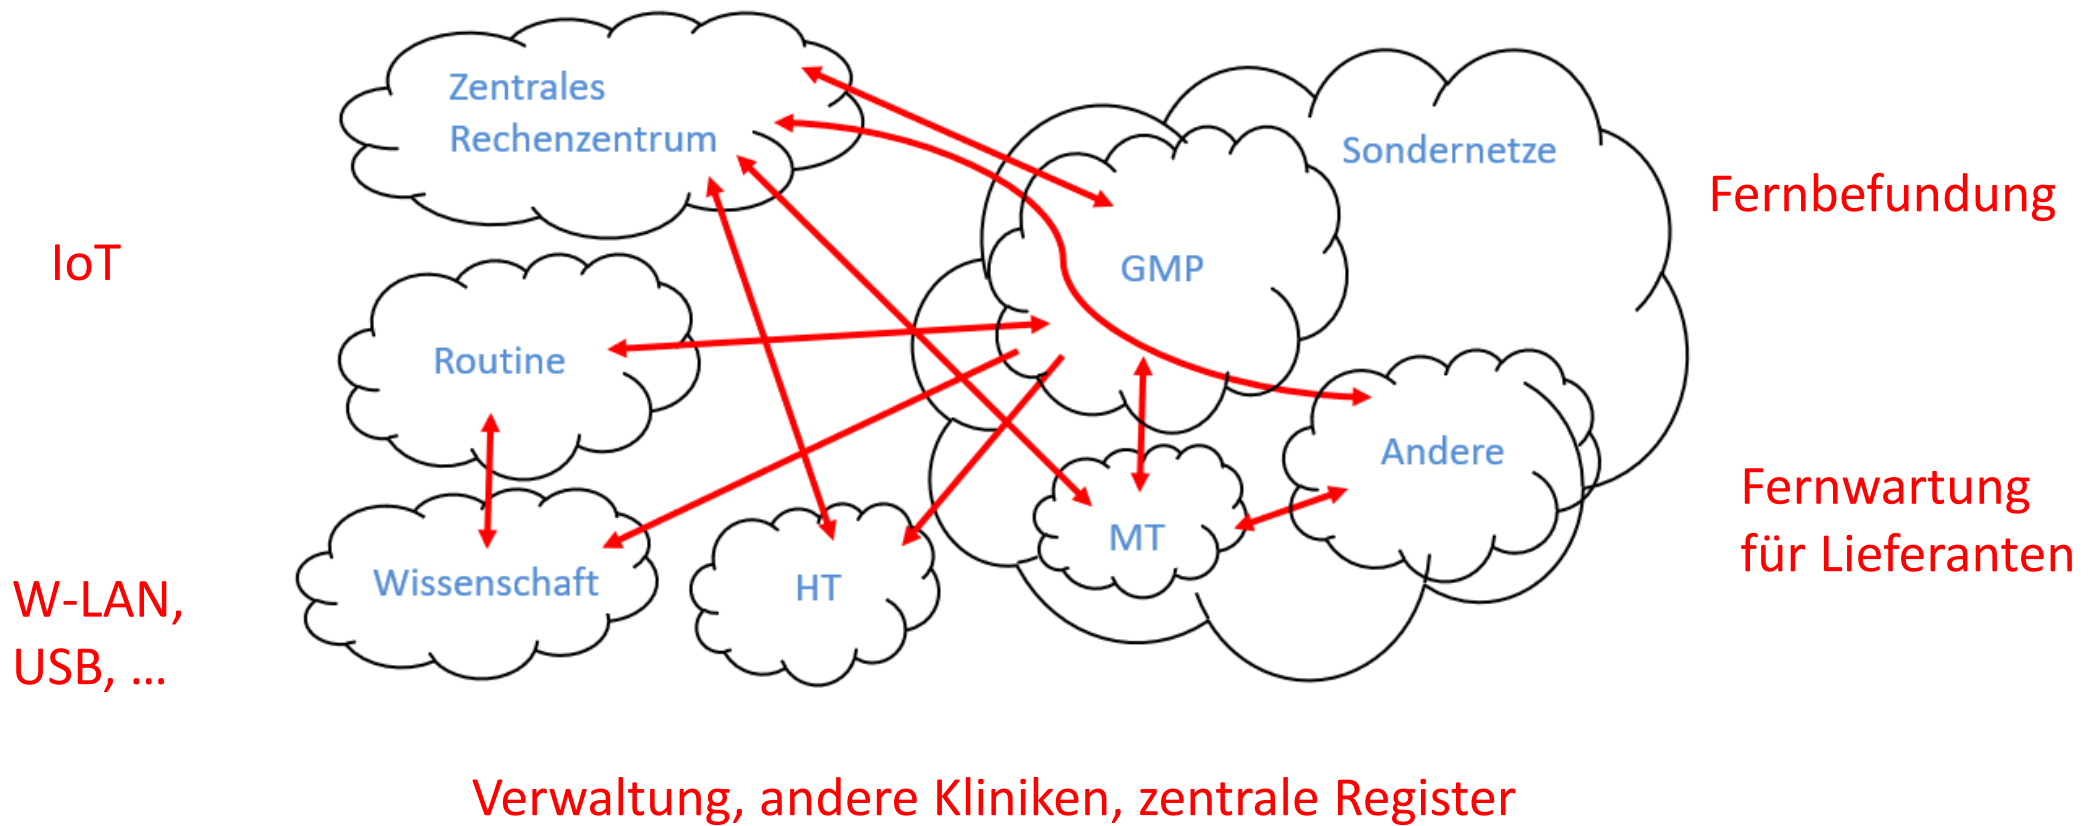 Zentrales
Rechenzentrum
Sondernetze
Fernbefundung
IoT
GMP
Routine
Andere
Fernwartung
für Lieferanten
MT
Wissenschaft
HT
W-LAN,
USB, ...
Verwaltung, andere Kliniken, zentrale Register